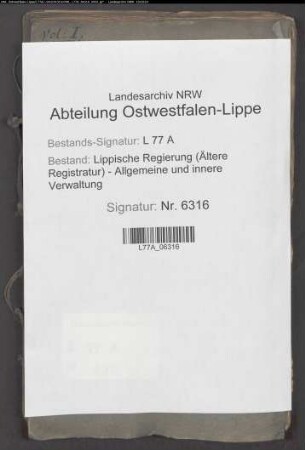 Vol: I.
Landesarchiv NRW
Abteilung Ostwestfalen-Lippe
Bestands-Signatur: L 77 A
Bestand: Lippische Regierung (Ältere
Registratur) - Allgemeine und innere
Verwaltung
Signatur: Nr. 6316
L77A_06316